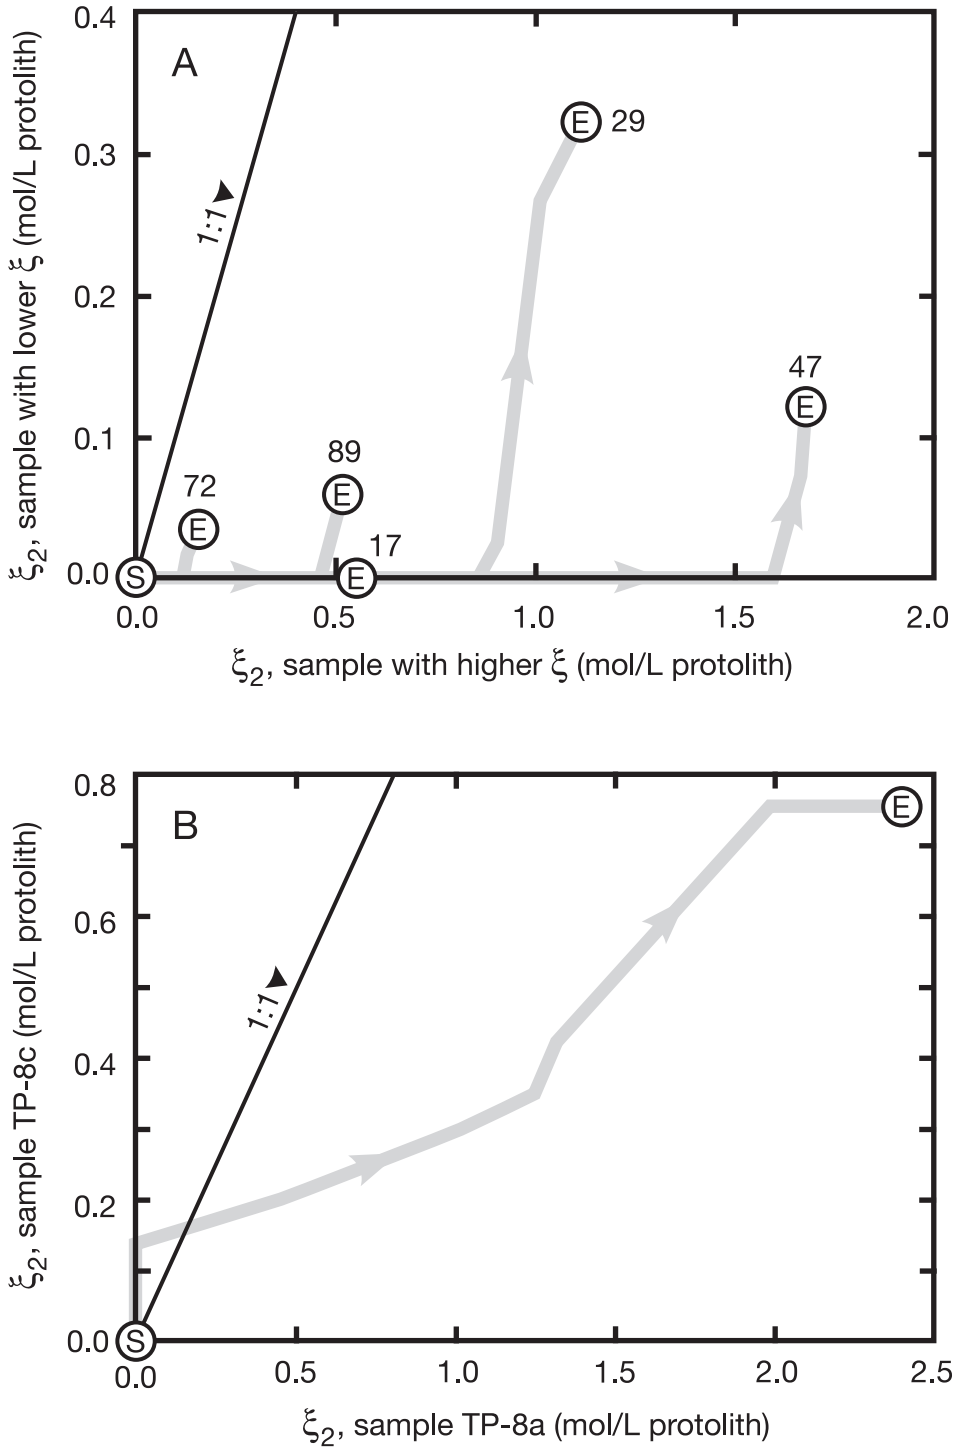 A
ξ2, sample with lower ξ (mol/L protolith)
0.4
0.3
0.2
0.1
0.0
1:1
E 29
47
E
89
E
72
E
17
E
S
0.0 0.5 1.0 1.5 2.0
ξ2, sample with higher ξ (mol/L protolith)
B
ξ2, sample TP-8c (mol/L protolith)
0.8
0.6
0.4
0.2
0.0
1:1
E
S
0.0 0.5 1.0 1.5 2.0 2.5
ξ2, sample TP-8a (mol/L protolith)